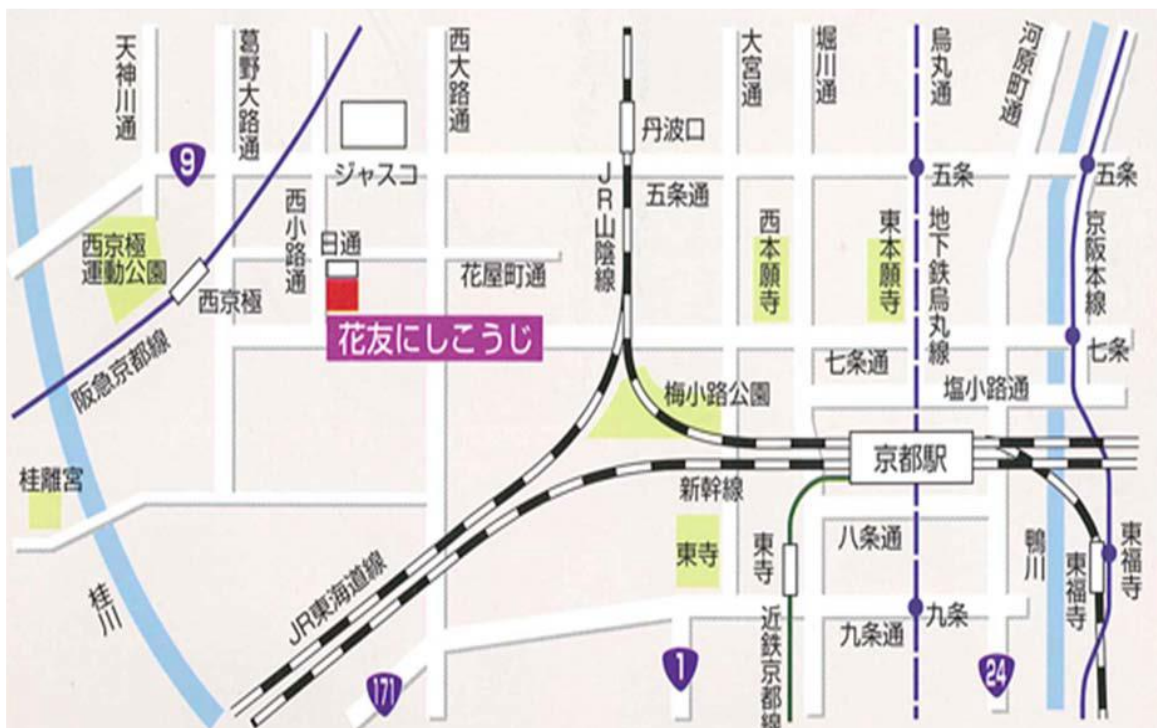 天神川通
葛野大路通
西大路通
大宮通
堀川通
烏丸通
河原町通
9
ジャスコ
丹波口
五条通
JR山陰線
五条
五条
西京極
運動公園
西小路通
日通
花屋町通
西本願寺
東本願寺
地下鉄烏丸線
京阪本線
西京極
花友にしこうじ
阪急京都線
七条通
七条
梅小路公園
塩小路通
京都駅
桂離宮
新幹線
東寺
東寺
八条通
鴨川
東福寺
東福寺
桂川
JR東海道線
九条
九条通
近鉄京都線
171
1
24